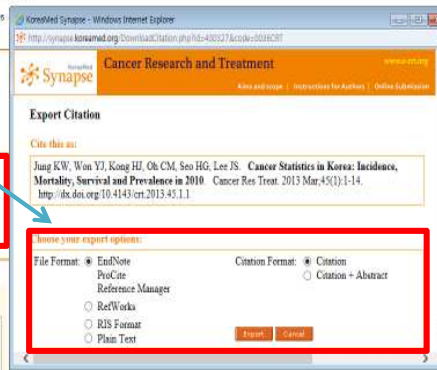 KoreaMed Synapse - Windows Internet Explorer
http://synapse.koreamed.org/DownloadCitation.php?id=400327&code=0036CRT
KoreaMed
Synapse
Cancer Research and Treatment
www.e-crt.org
Aims and scope | Instructions for Authors | Online Submission
Export Citation
Cite this as:
Jung KW, Won YJ, Kong HJ, Oh CM, Seo HG, Lee JS. Cancer Statistics in Korea: Incidence,
Mortality, Survival and Prevalence in 2010. Cancer Res Treat. 2013 Mar;45(1):1-14.
http://dx.doi.org/10.4143/crt.2013.45.1.1
Choose your export options:
File Format: EndNote Citation Format: Citation
ProCite Citation + Abstract
Reference Manager
RefWorks
RIS Format
Plain Text
Export Cancel